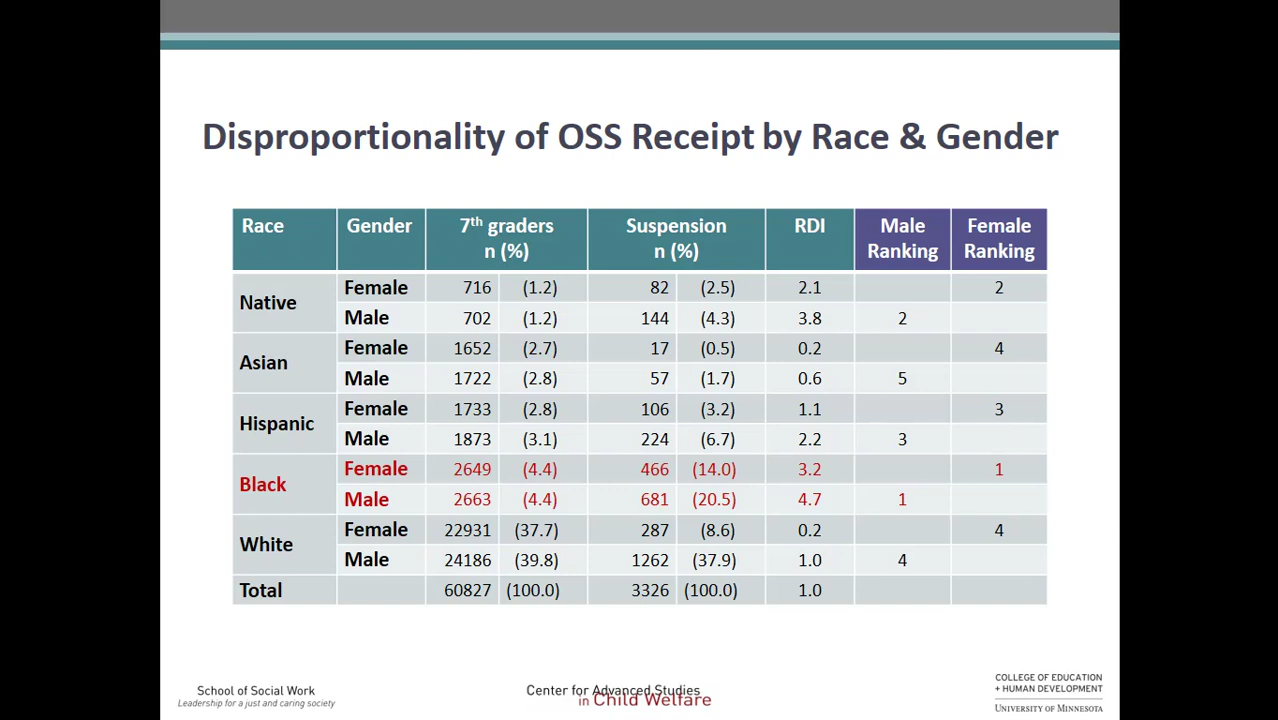 Disproportionality of OSS Receipt by Race & Gender
Race Gender 7th graders n (%) Suspension n (%) RDI Male Ranking Female Ranking
Native Female 716 (1.2) 82 (2.5) 2.1 2
Male 702 (1.2) 144 (4.3) 3.8 2
Asian Female 1652 (2.7) 17 (0.5) 0.2 4
Male 1722 (2.8) 57 (1.7) 0.6 5
Hispanic Female 1733 (2.8) 106 (3.2) 1.1 3
Male 1873 (3.1) 224 (6.7) 2.2 3
Black Female 2649 (4.4) 466 (14.0) 3.2 1
Male 2663 (4.4) 681 (20.5) 4.7 1
White Female 22931 (37.7) 287 (8.6) 0.2 4
Male 24186 (39.8) 1262 (37.9) 1.0 4
Total 60827 (100.0) 3326 (100.0) 1.0
School of Social Work
Leadership for a just and caring society
Center for Advanced Studies
in Child Welfare
COLLEGE OF EDUCATION
+ HUMAN DEVELOPMENT
UNIVERSITY OF MINNESOTA